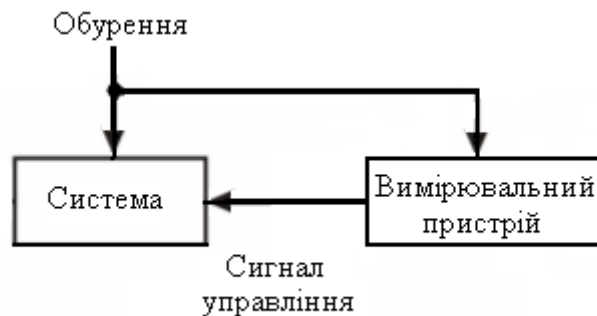 Обурення
Система
Вимірювальний
пристрій
Сигнал
управління